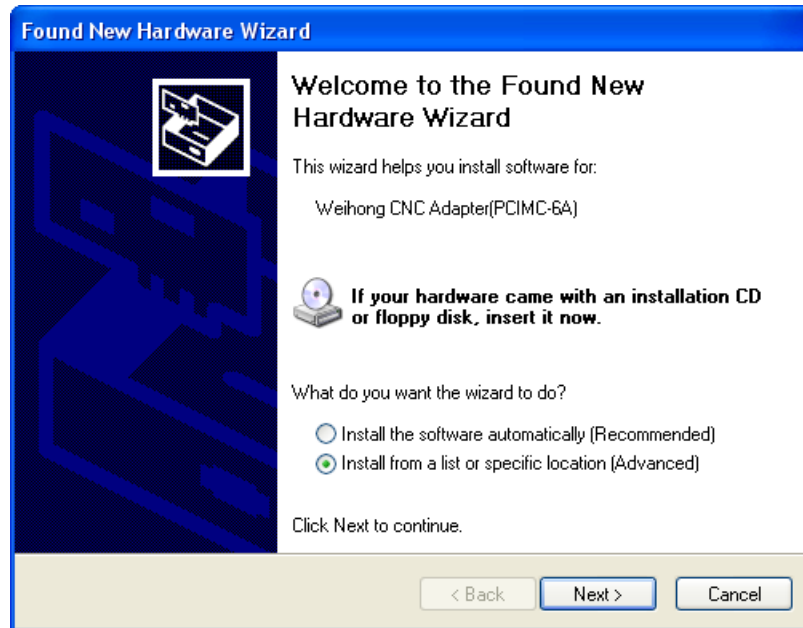 Found New Hardware Wizard
Welcome to the Found New
Hardware Wizard
This wizard helps you install software for:
Weihong CNC Adapter(PCIMC-6A)
If your hardware came with an installation CD
or floppy disk, insert it now.
What do you want the wizard to do?
Install the software automatically (Recommended)
Install from a list or specific location (Advanced)
Click Next to continue.
< Back Next > Cancel